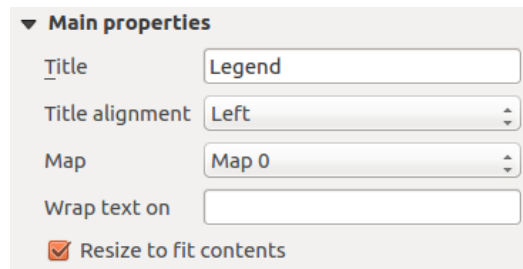 Main properties
Title Legend
Title alignment Left
Map Map 0
Wrap text on
Resize to fit contents